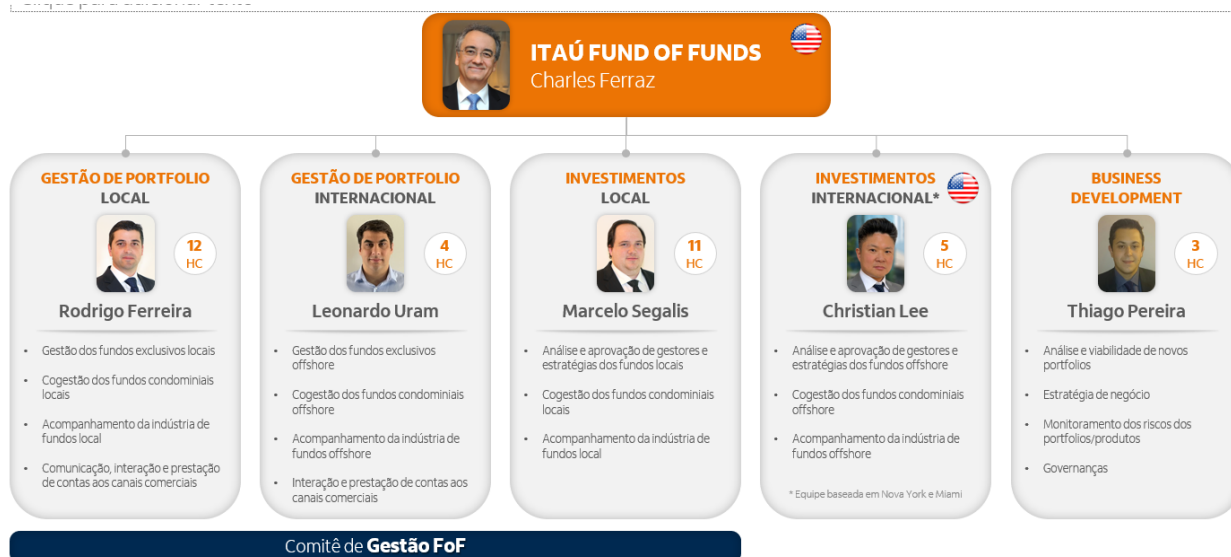 Clique para adicionar texto
ITAÚ FUND OF FUNDS
Charles Ferraz
GESTÃO DE PORTFOLIO
LOCAL
12
HC
Rodrigo Ferreira
• Gestão dos fundos exclusivos locais
• Cogestão dos fundos condominiais
locais
• Acompanhamento da indústria de
fundos local
• Comunicação, interação e prestação
de contas aos canais comerciais
GESTÃO DE PORTFOLIO
INTERNACIONAL
4
HC
Leonardo Uram
• Gestão dos fundos exclusivos
offshore
• Cogestão dos fundos condominiais
offshore
• Acompanhamento da indústria de
fundos offshore
• Interação e prestação de contas aos
canais comerciais
INVESTIMENTOS
LOCAL
11
HC
Marcelo Segalis
• Análise e aprovação de gestores e
estratégias dos fundos locais
• Cogestão dos fundos condominiais
locais
• Acompanhamento da indústria de
fundos local
INVESTIMENTOS
INTERNACIONAL*
5
HC
Christian Lee
• Análise e aprovação de gestores e
estratégias dos fundos offshore
• Cogestão dos fundos condominiais
offshore
• Acompanhamento da indústria de
fundos offshore
* Equipe baseada em Nova York e Miami
BUSINESS
DEVELOPMENT
3
HC
Thiago Pereira
• Análise e viabilidade de novos
portfolios
• Estratégia de negócio
• Monitoramento dos riscos dos
portfolios/produtos
• Governanças
Comitê de Gestão FoF